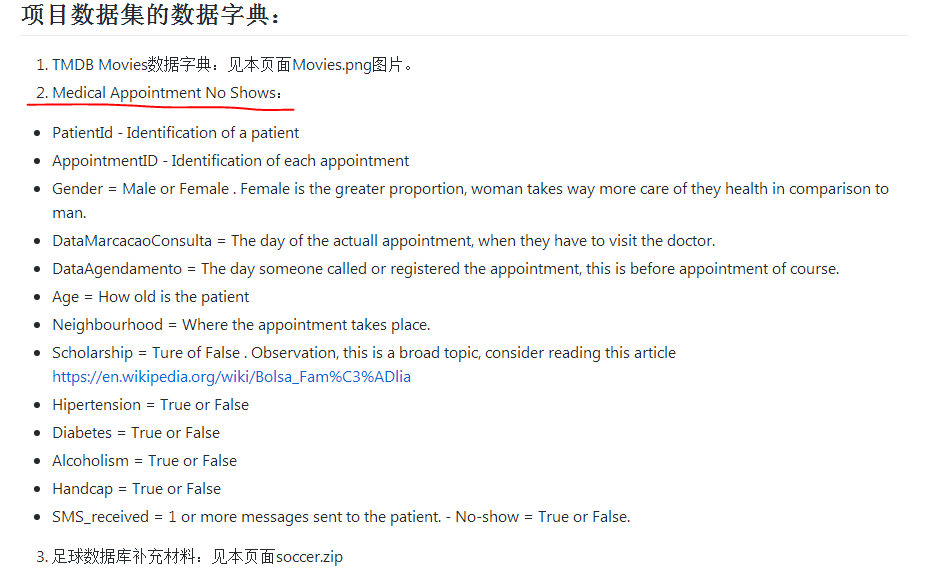 项目数据集的数据字典：
1. TMDB Movies数据字典：见本页面Movies.png图片。
2. Medical Appointment No Shows：
• PatientId - Identification of a patient
• AppointmentID - Identification of each appointment
• Gender = Male or Female . Female is the greater proportion, woman takes way more care of they health in comparison to
man.
• DataMarcacaoConsulta = The day of the actuall appointment, when they have to visit the doctor.
• DataAgendamento = The day someone called or registered the appointment, this is before appointment of course.
• Age = How old is the patient
• Neighbourhood = Where the appointment takes place.
• Scholarship = Ture of False . Observation, this is a broad topic, consider reading this article
https://en.wikipedia.org/wiki/Bolsa_Fam%C3%ADlia
• Hipertension = True or False
• Diabetes = True or False
• Alcoholism = True or False
• Handcap = True or False
• SMS_received = 1 or more messages sent to the patient. - No-show = True or False.
3. 足球数据库补充材料：见本页面soccer.zip